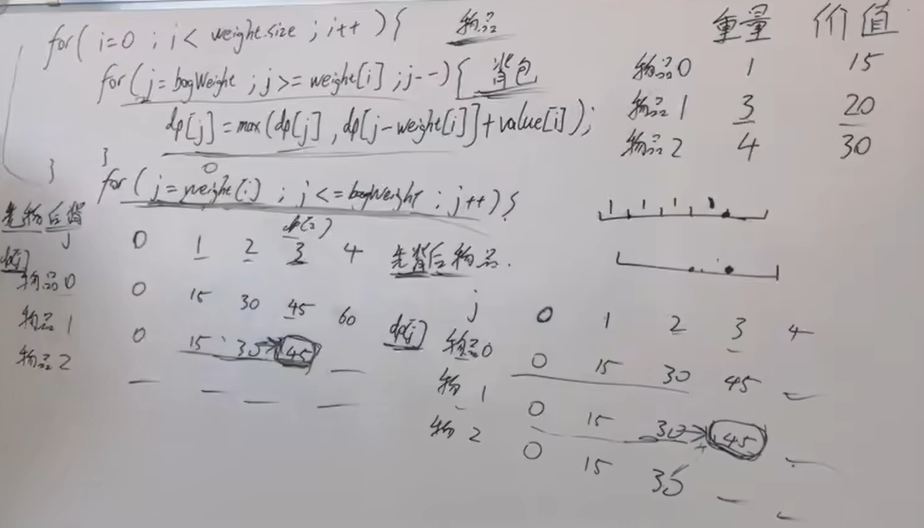 for( i=0 ; i< weight.size ; i++ ){ 物品
for(j=bagWeight ; j>=weight[i] ; j--){ 背包
dp[j]=max(dp[j] , dp[j-weight[i]]+value[i]);
}
}
0
for( j=weight[i] ; j<=bagWeight ; j++){
重量 价值
物品0 1 15
物品1 3 20
物品2 4 30
先物后背
dp[2]
j 0 1 2 3 4
dp[j]
物品0 0 15 30 45 60
物品1 0 15 30 45
物品2
先背后物品.
j 0 1 2 3 4
dp[j]
物品0 0 15 30 45
物1 0 15 30 45
物2 0 15 35